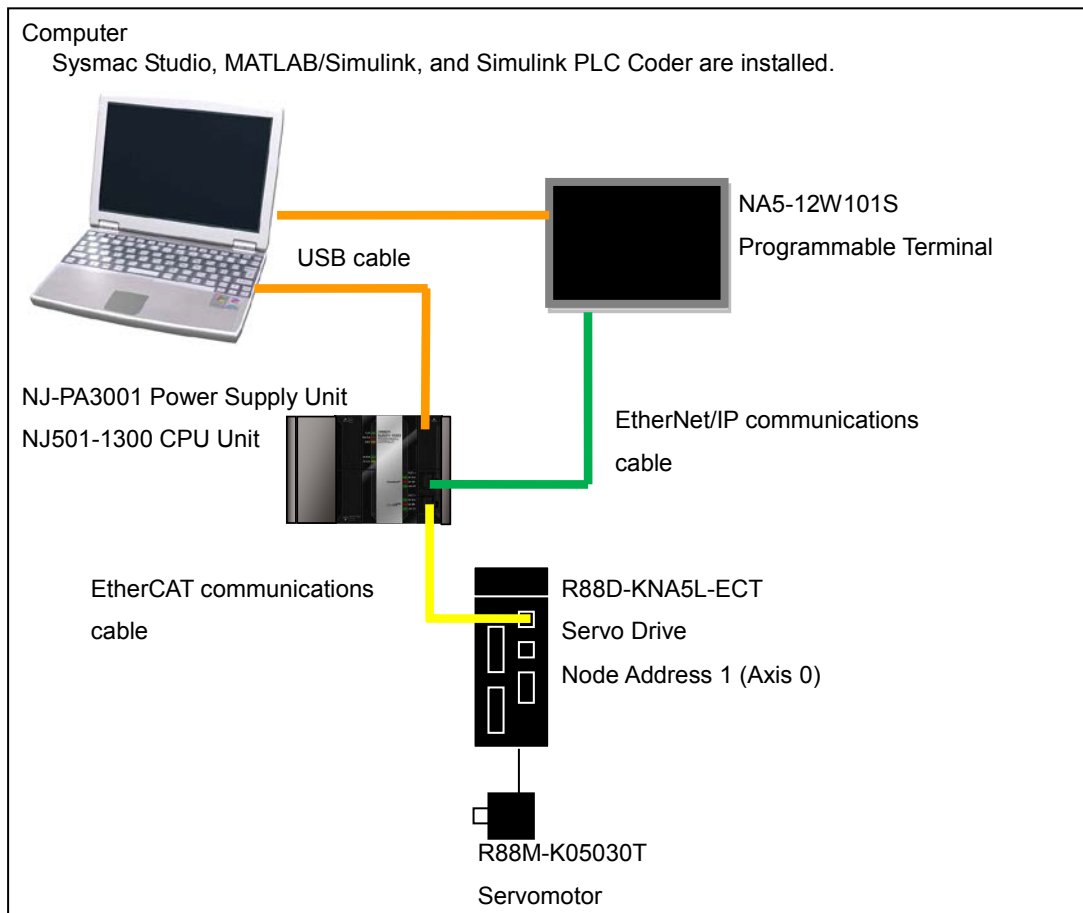 Computer
Sysmac Studio, MATLAB/Simulink, and Simulink PLC Coder are installed.
NA5-12W101S
Programmable Terminal
USB cable
NJ-PA3001 Power Supply Unit
NJ501-1300 CPU Unit
EtherNet/IP communications
cable
EtherCAT communications
cable
R88D-KNA5L-ECT
Servo Drive
Node Address 1 (Axis 0)
R88M-K05030T
Servomotor